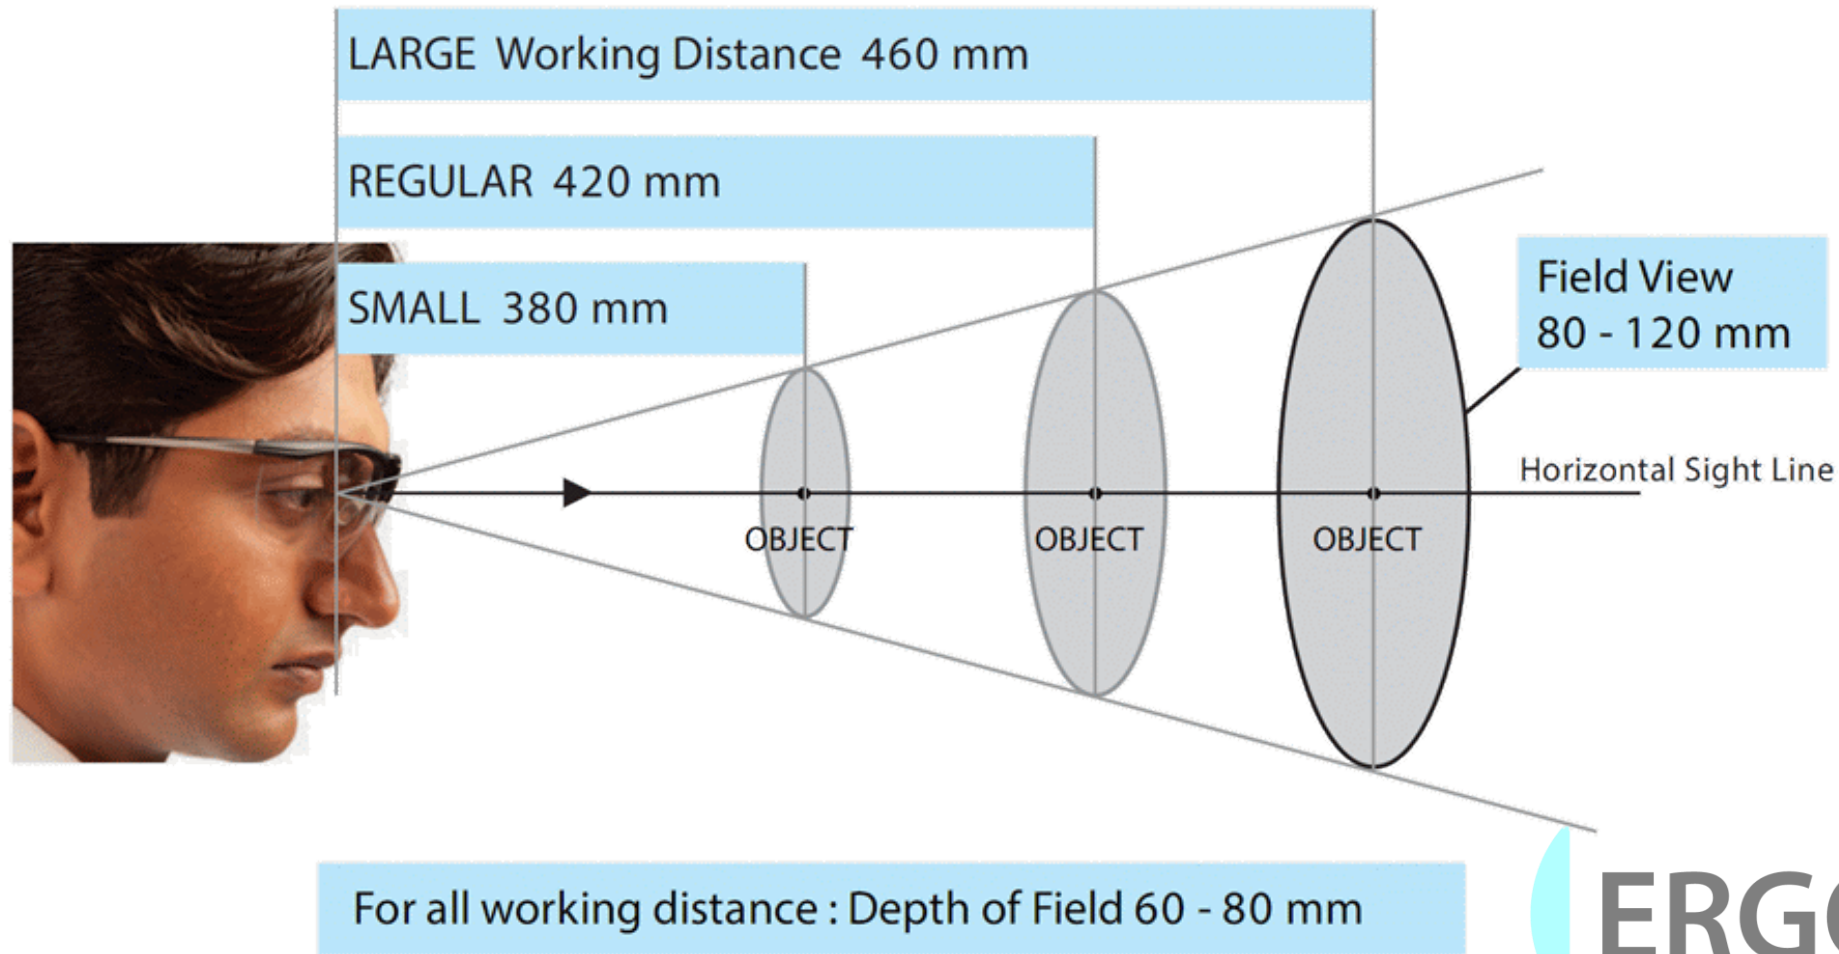 LARGE Working Distance 460 mm
REGULAR 420 mm
SMALL 380 mm
Field View
80 - 120 mm
Horizontal Sight Line
OBJECT OBJECT OBJECT
For all working distance : Depth of Field 60 - 80 mm